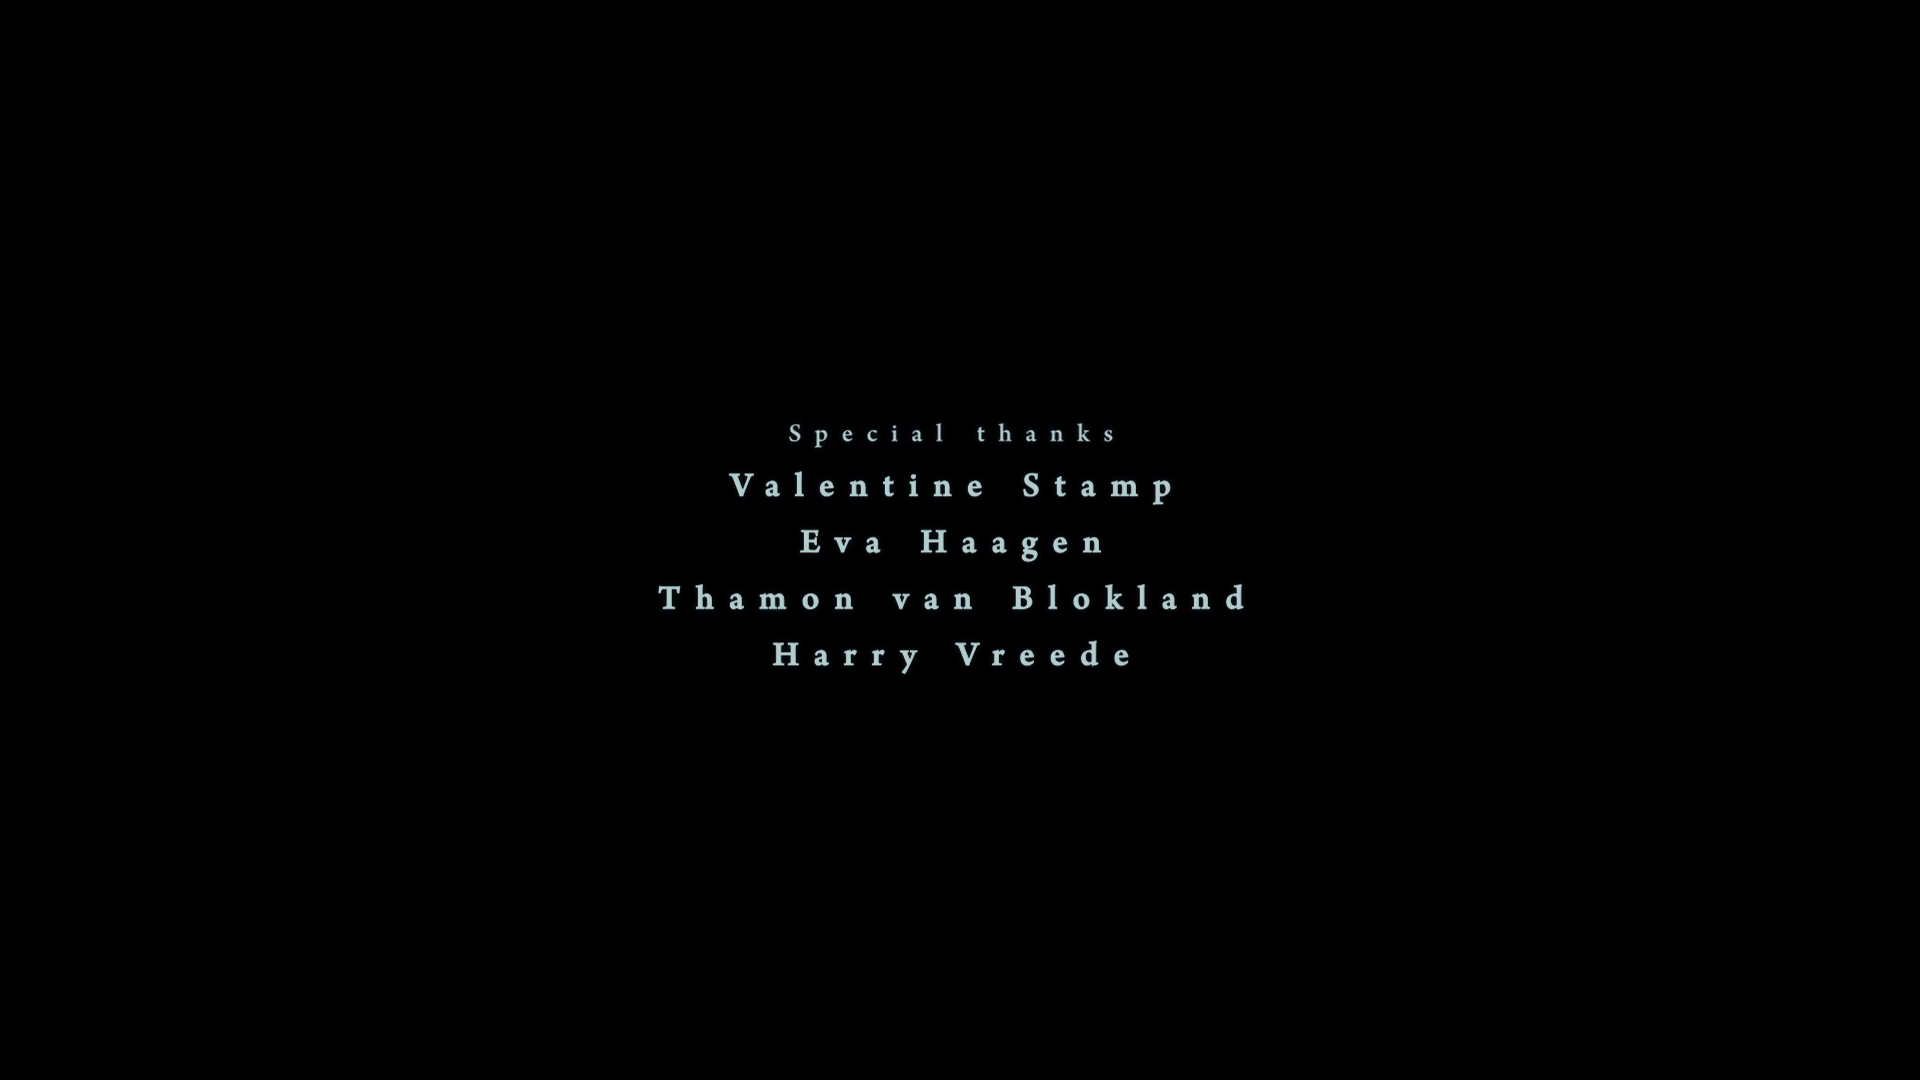 Special thanks
Valentine Stamp
Eva Haagen
Thamon van Blokland
Harry Vreede